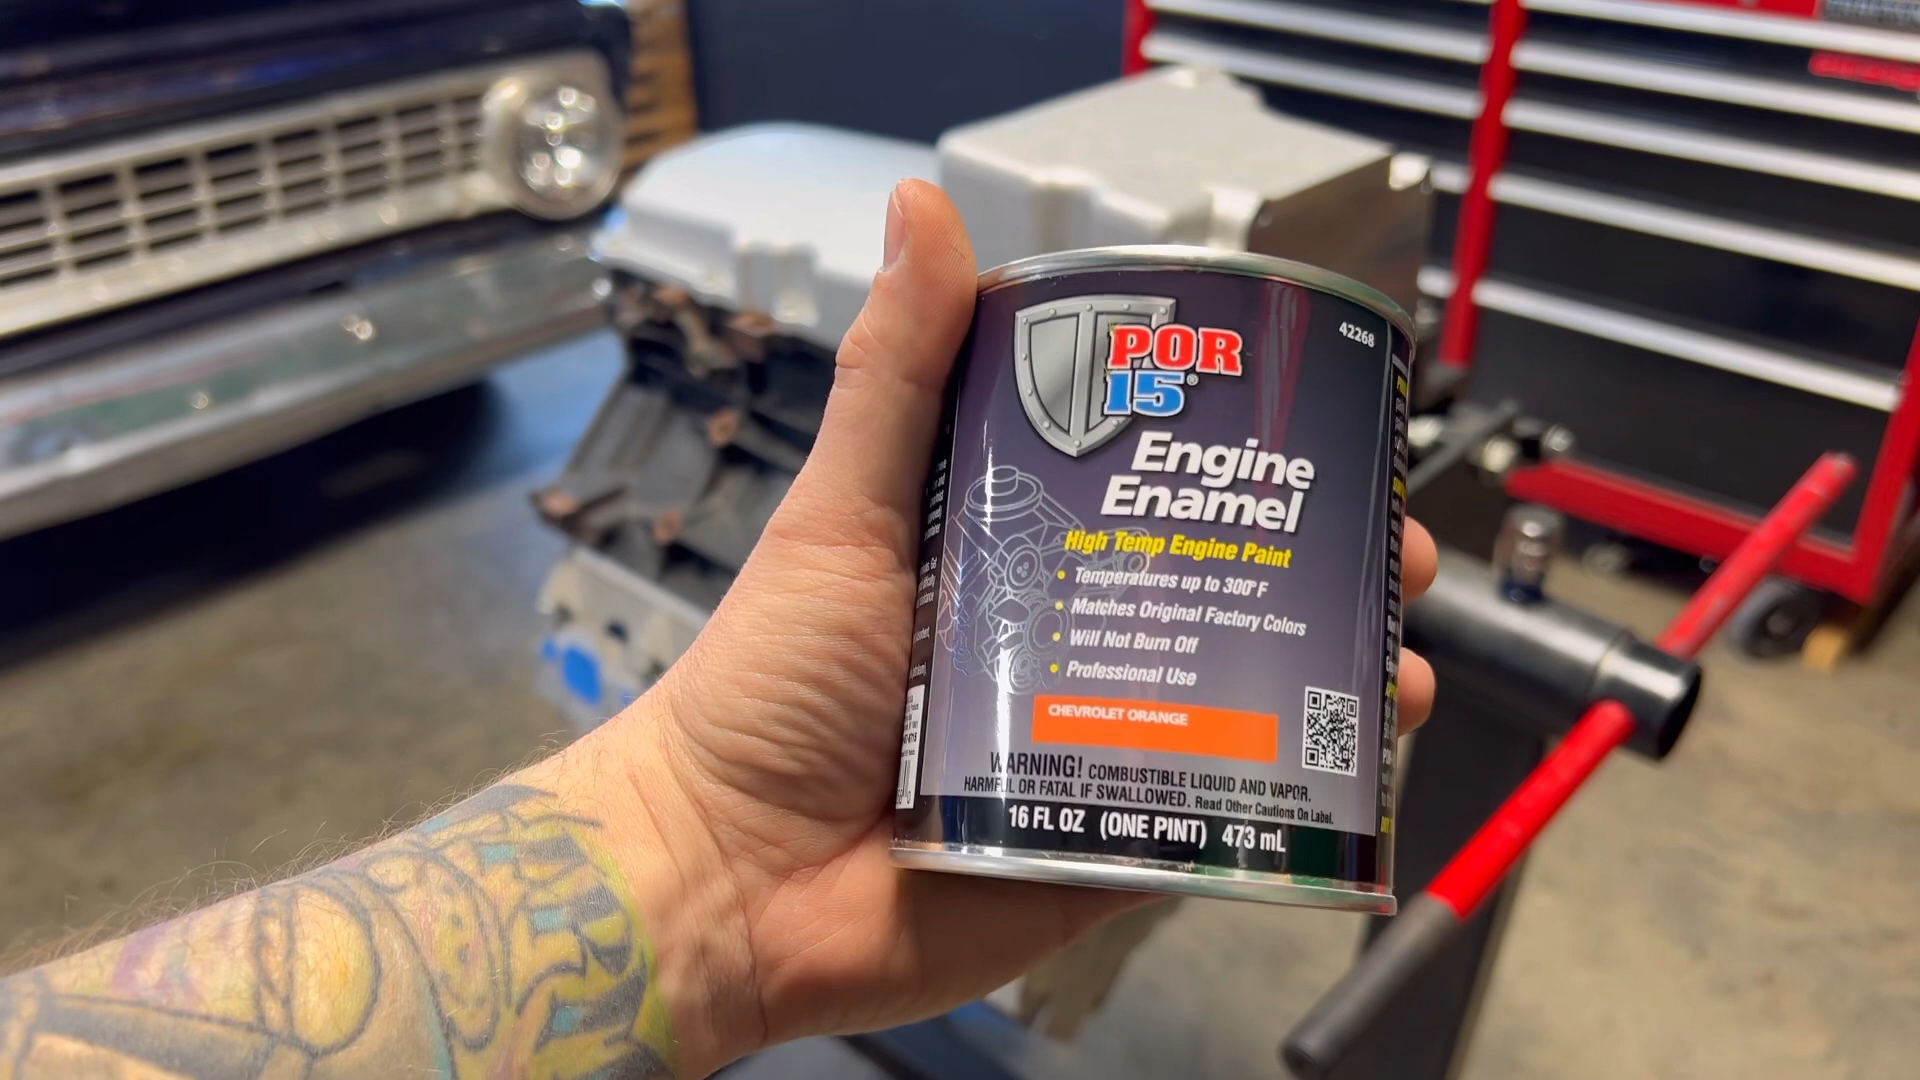 42268
POR
15®
Engine
Enamel
High Temp Engine Paint
• Temperatures up to 300°F
• Matches Original Factory Colors
• Will Not Burn Off
• Professional Use
CHEVROLET ORANGE
WARNING! COMBUSTIBLE LIQUID AND VAPOR.
HARMFUL OR FATAL IF SWALLOWED. Read Other Cautions On Label.
16 FL OZ (ONE PINT) 473 mL